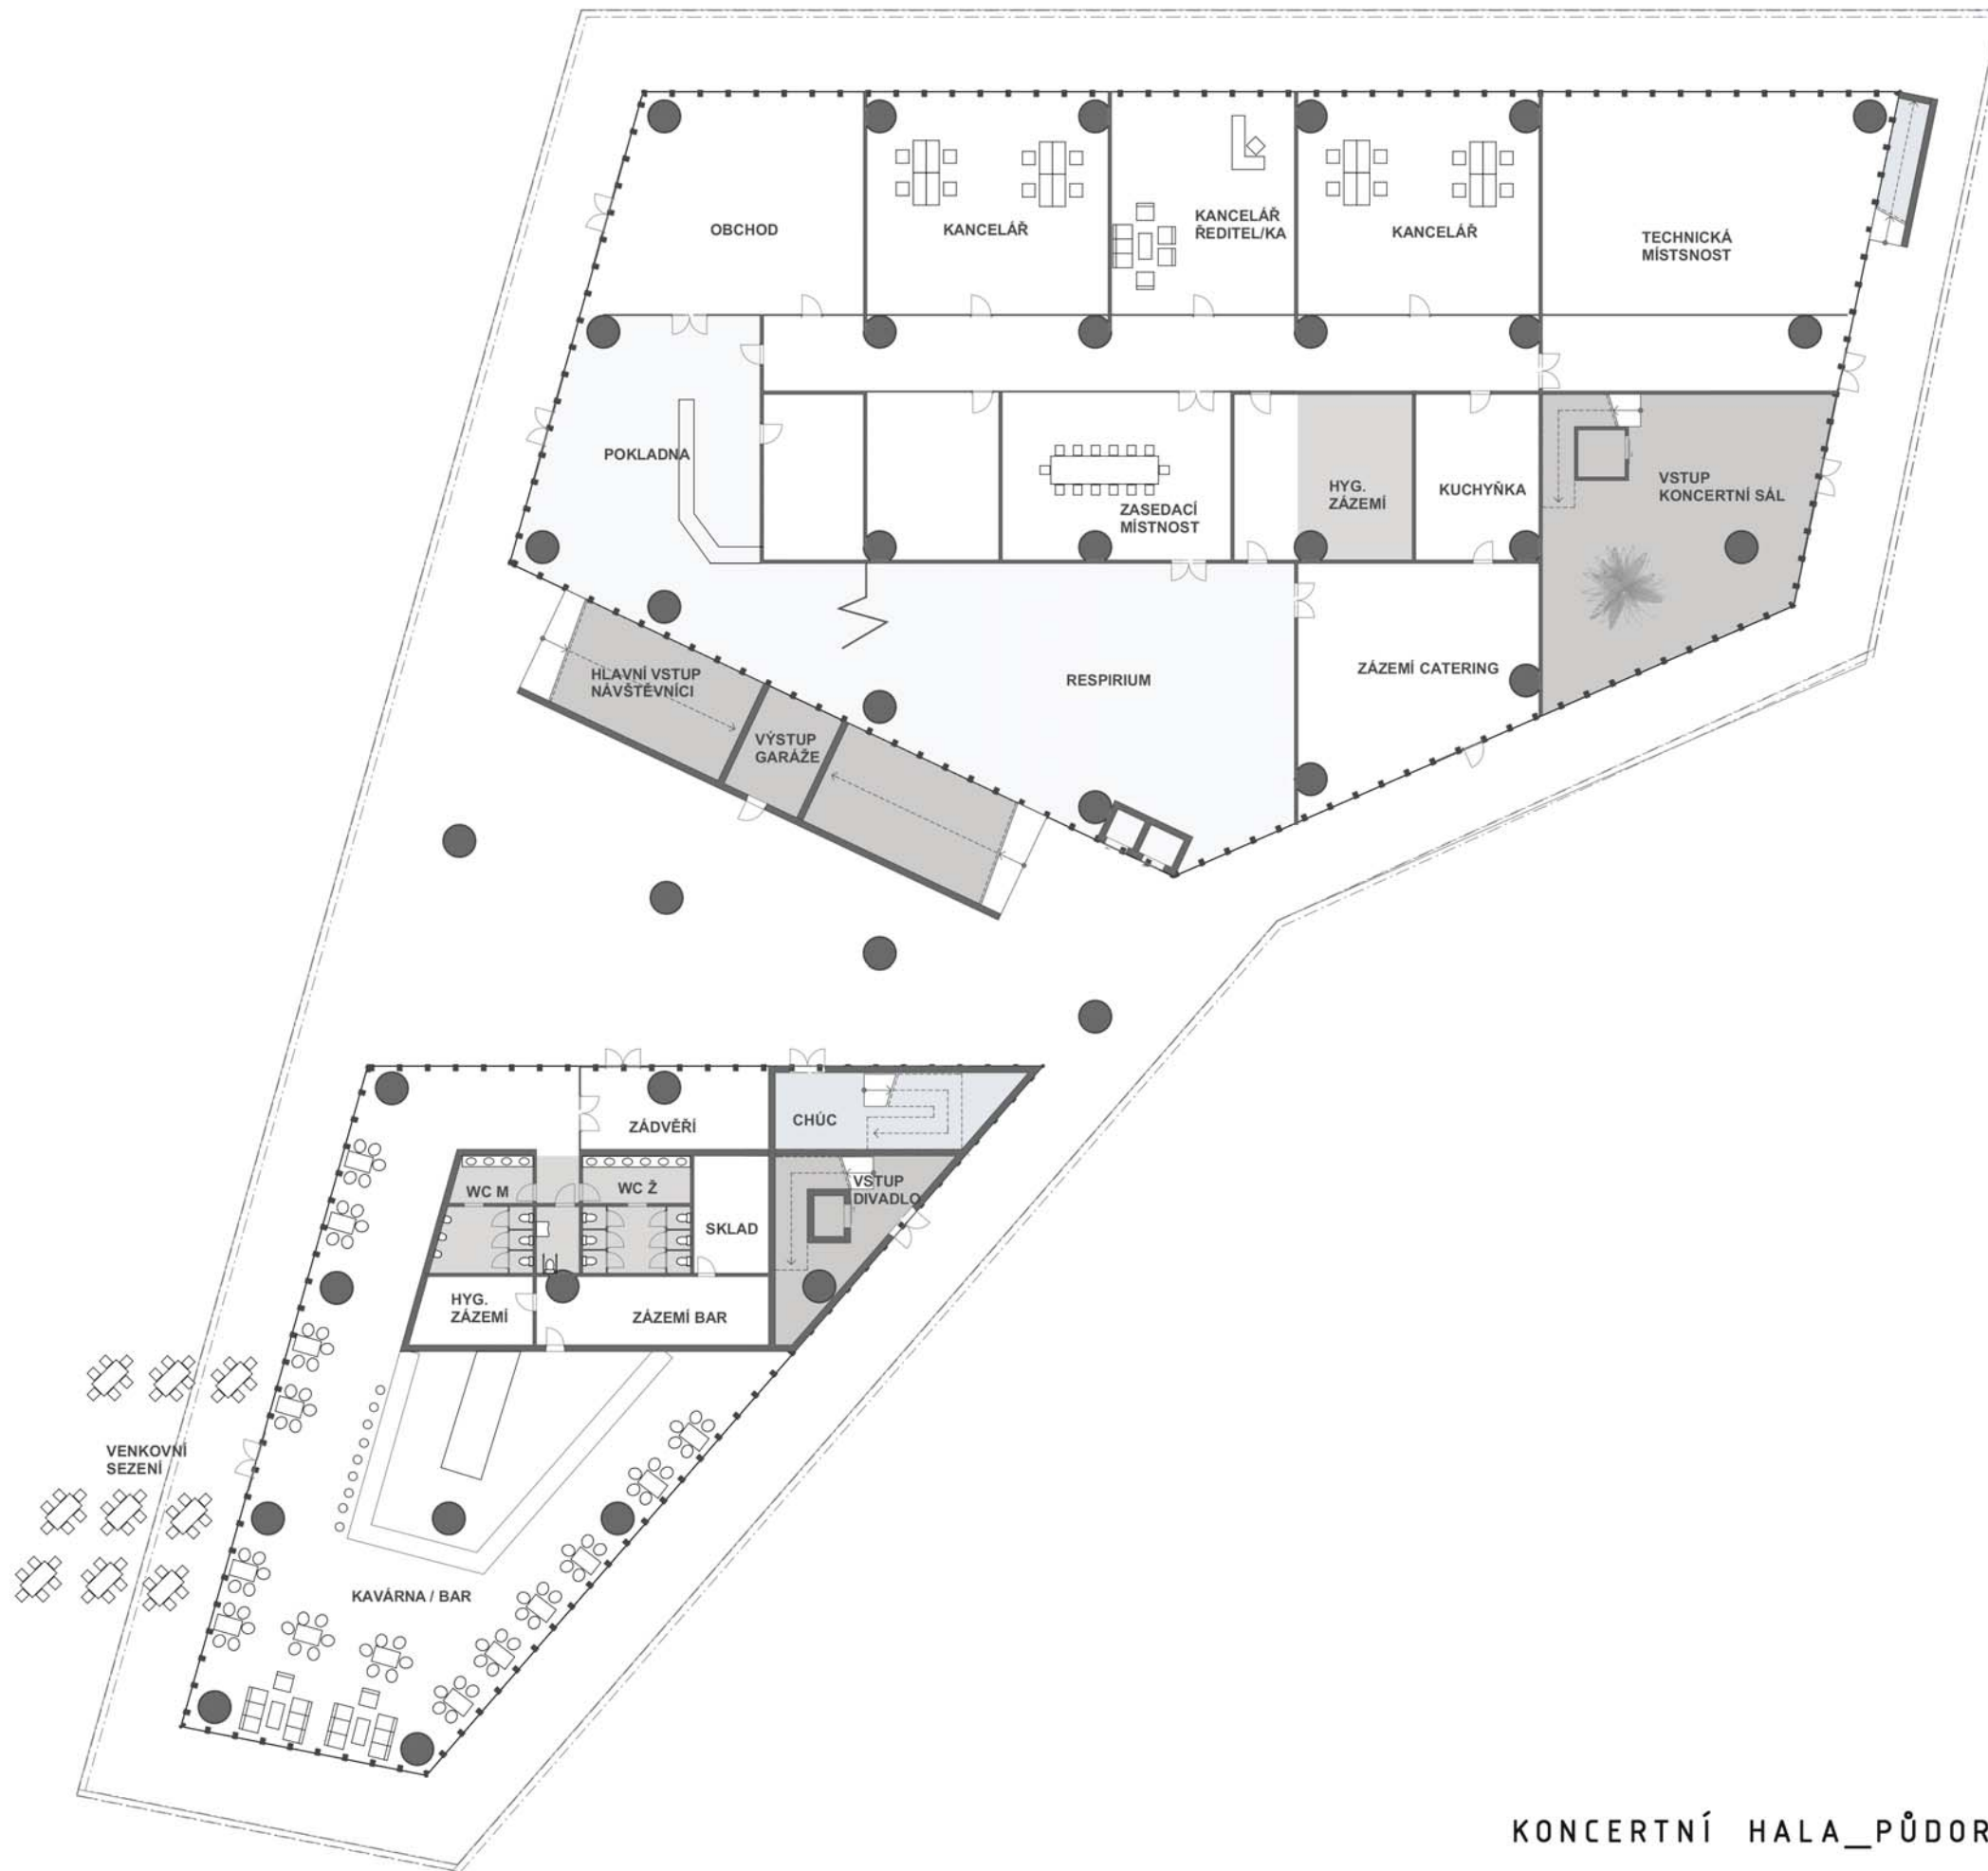 OBCHOD
KANCELÁŘ
KANCELÁŘ
ŘEDITEL/KA
KANCELÁŘ
TECHNICKÁ
MÍSTSNOST
POKLADNA
ZASEDACÍ
MÍSTNOST
HYG.
ZÁZEMÍ
KUCHYŇKA
VSTUP
KONCERTNÍ SÁL
HLAVNÍ VSTUP
NÁVŠTĚVNÍCI
VÝSTUP
GARÁŽE
RESPIRIUM
ZÁZEMÍ CATERING
ZÁDVĚŘÍ
CHÚC
WC M
WC Ž
SKLAD
VSTUP
DIVADLO
HYG.
ZÁZEMÍ
ZÁZEMÍ BAR
VENKOVNÍ
SEZENÍ
KAVÁRNA / BAR
KONCERTNÍ HALA_PŮDOR